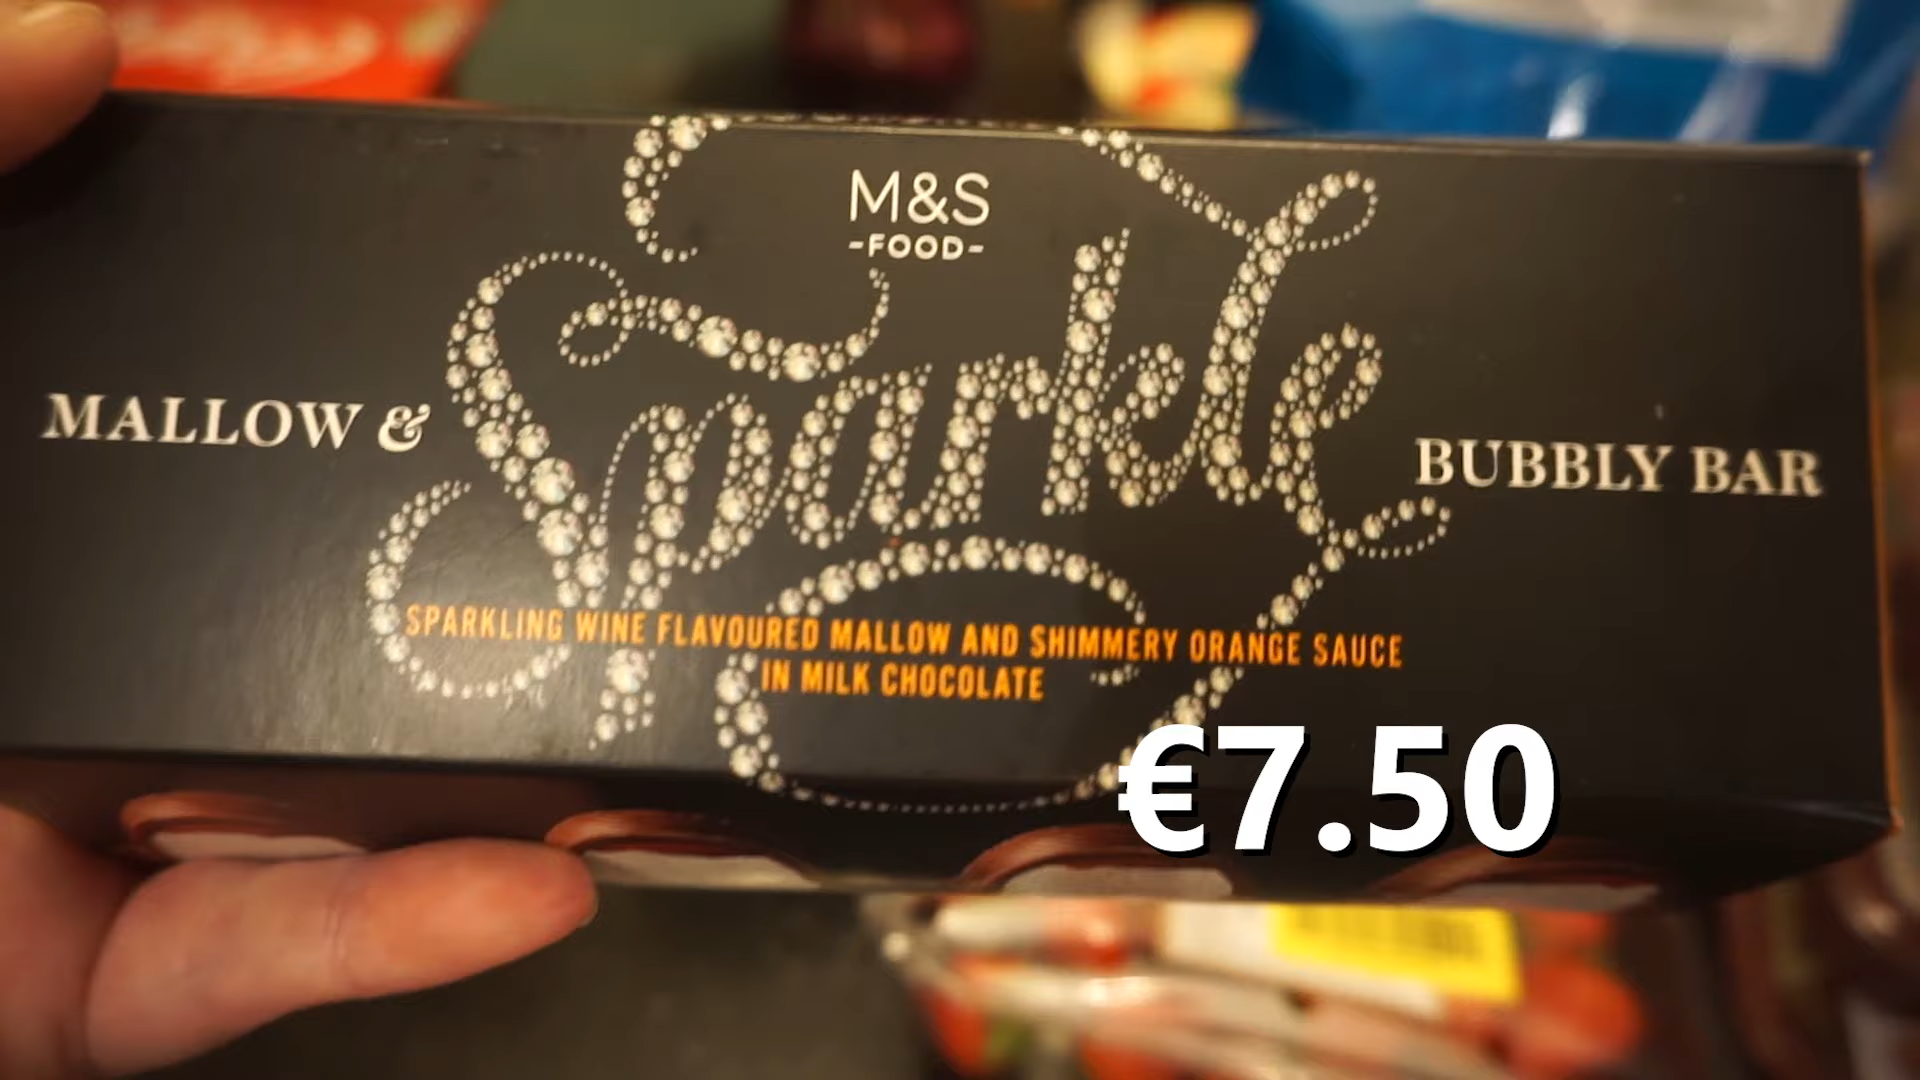 M&S
-FOOD-
MALLOW & Sparkle BUBBLY BAR
SPARKLING WINE FLAVOURED MALLOW AND SHIMMERY ORANGE SAUCE
IN MILK CHOCOLATE
€7.50